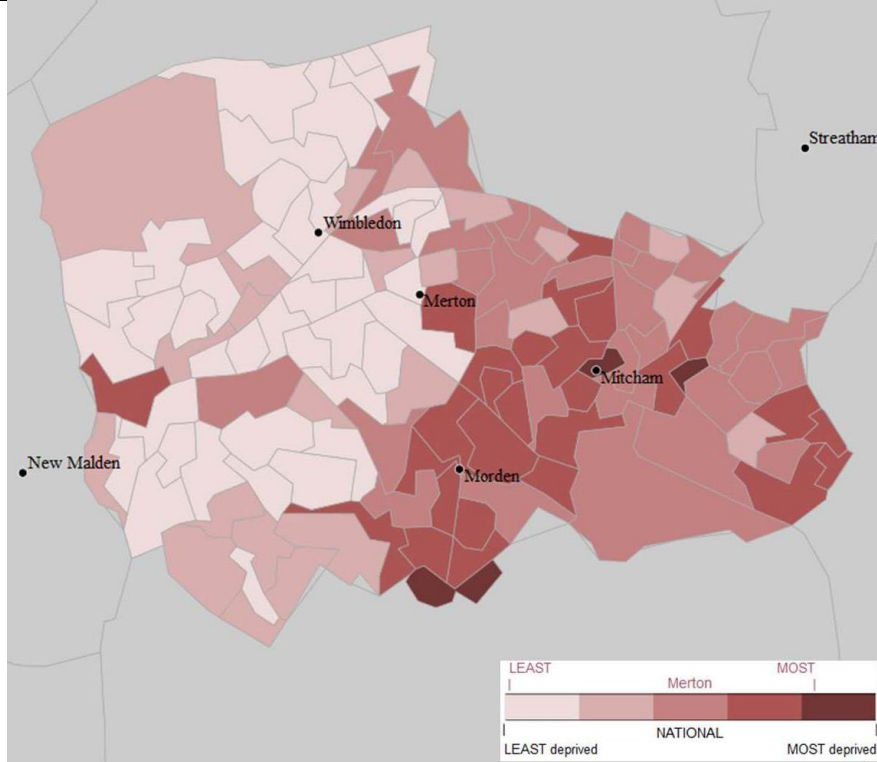 Streatham
Wimbledon
Merton
Mitcham
New Malden
Morden
LEAST MOST
Merton
NATIONAL
LEAST deprived MOST deprived